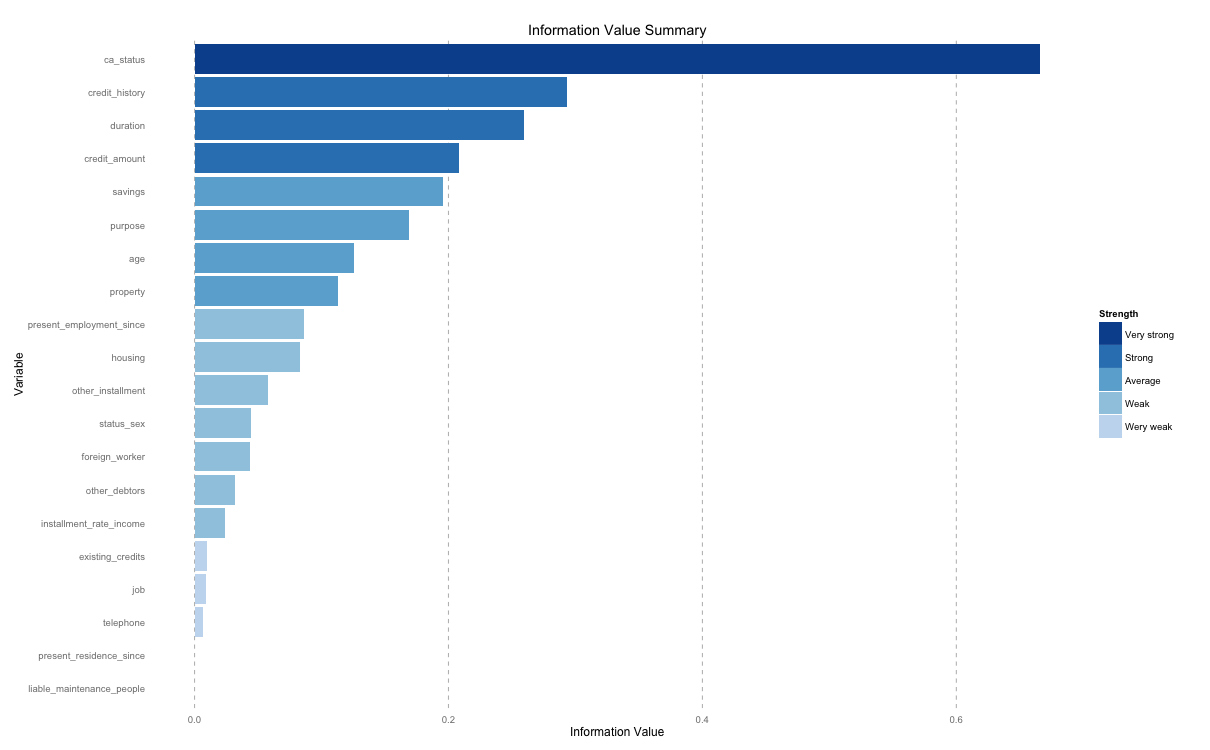 Information Value Summary
ca_status
credit_history
duration
credit_amount
savings
purpose
age
property
present_employment_since
housing
other_installment
status_sex
foreign_worker
other_debtors
installment_rate_income
existing_credits
job
telephone
present_residence_since
liable_maintenance_people
Variable
0.0
0.2
0.4
0.6
Information Value
Strength
Very strong
Strong
Average
Weak
Wery weak